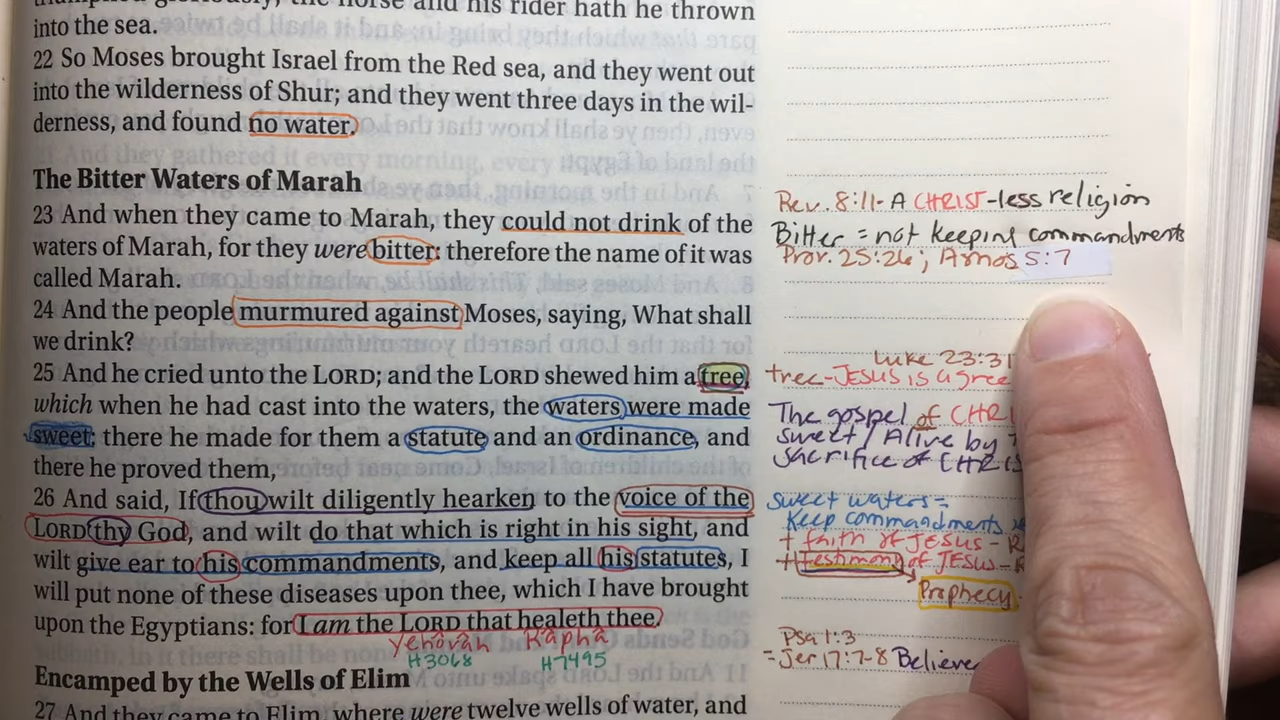 triumphed gloriously, the horse and his rider hath he thrown
into the sea.
22 So Moses brought Israel from the Red sea, and they went out
into the wilderness of Shur; and they went three days in the wil-
derness, and found no water.
The Bitter Waters of Marah
23 And when they came to Marah, they could not drink of the
waters of Marah, for they were bitter: therefore the name of it was
called Marah.
24 And the people murmured against Moses, saying, What shall
we drink?
25 And he cried unto the LORD; and the LORD shewed him a tree,
which when he had cast into the waters, the waters were made
sweet: there he made for them a statute and an ordinance, and
there he proved them,
26 And said, If thou wilt diligently hearken to the voice of the
LORD thy God, and wilt do that which is right in his sight, and
wilt give ear to his commandments, and keep all his statutes, I
will put none of these diseases upon thee, which I have brought
upon the Egyptians: for I am the LORD that healeth thee.
Yehovah Rapha
H3068 H7495
Encamped by the Wells of Elim
27 And they came to Elim, where were twelve wells of water, and
Rev. 8:11- A CHRIST-less religion
Bitter = not keeping commandments
Prov. 25:26; Amos 5:7
Luke 23:31
tree-JESUS is a gree
The gospel of CHRI
sweet / Alive by
sacrifice of CHRIS
sweet waters =
Keep commandments
+ faith of JESUS - R
+ Testimony of JESUS - R
Prophecy
Psa 1:3
= Jer 17:7-8 Believe